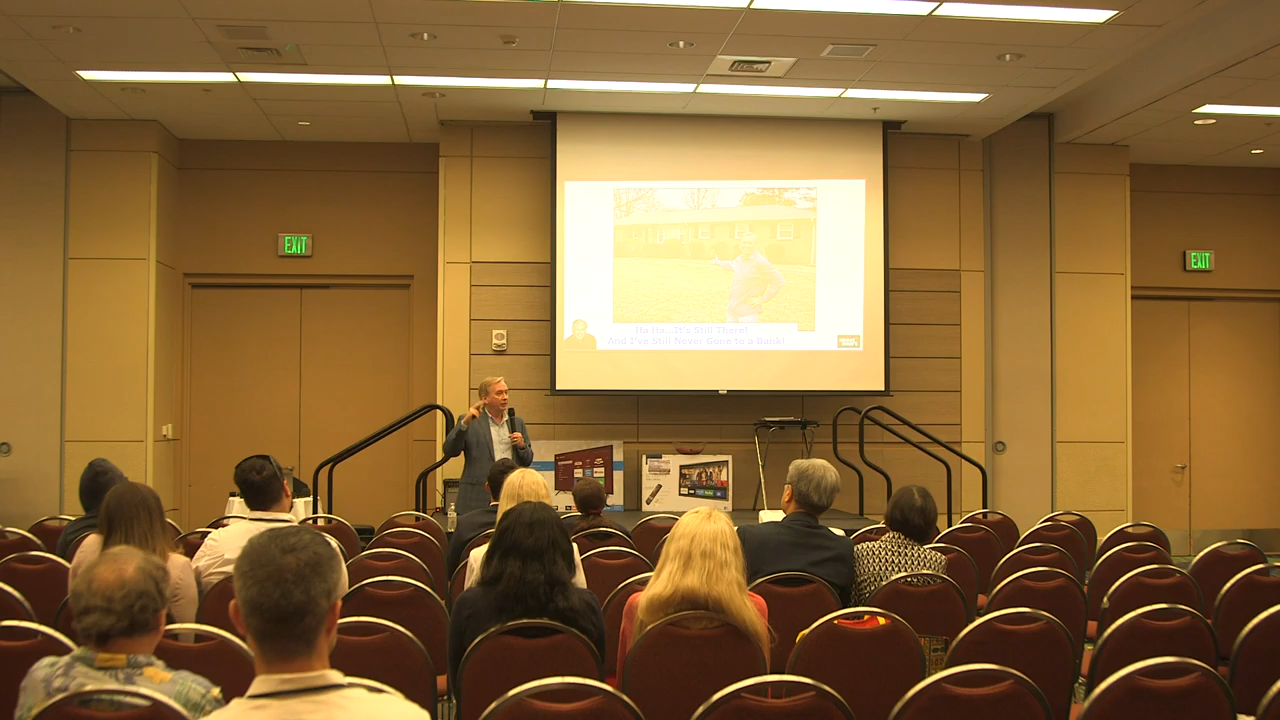 EXIT
EXIT
Ha Ha...It's Still There!
And I've Still Never Gone to a Bank!